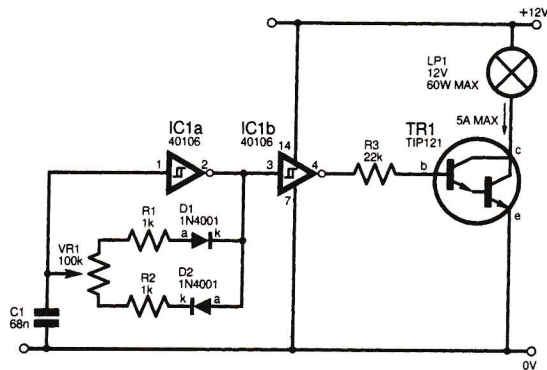 +12V
LP1
12V
60W MAX
IC1a
40106
IC1b
40106
5A MAX
TR1
TIP121
14
R3
22k
c
1
2
3
4
b
7
e
D1
1N4001
R1
1k
a
k
VR1
100k
D2
1N4001
R2
1k
k
a
C1
68n
0V